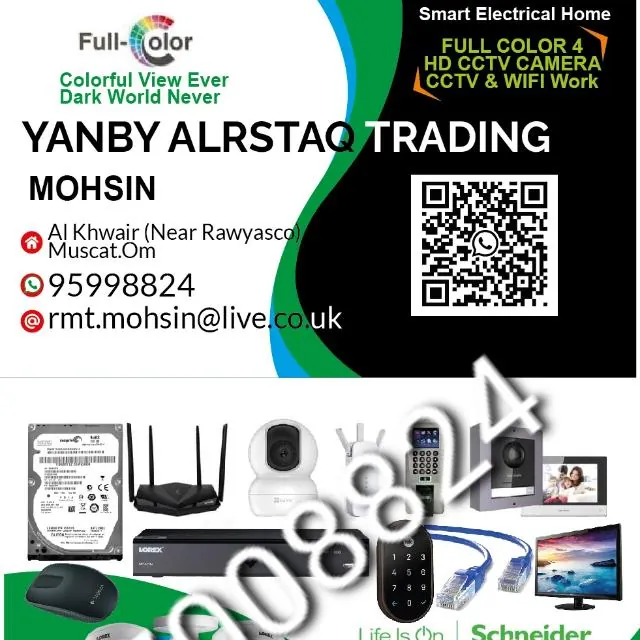 Full-Color
Colorful View Ever
Dark World Never
Smart Electrical Home
FULL COLOR 4
HD CCTV CAMERA
CCTV & WIFI Work
YANBY ALRSTAQ TRADING
MOHSIN
Al Khwair (Near Rawyasco)
Muscat.Om
95998824
rmt.mohsin@live.co.uk
LOREX
Life Is On
Schneider